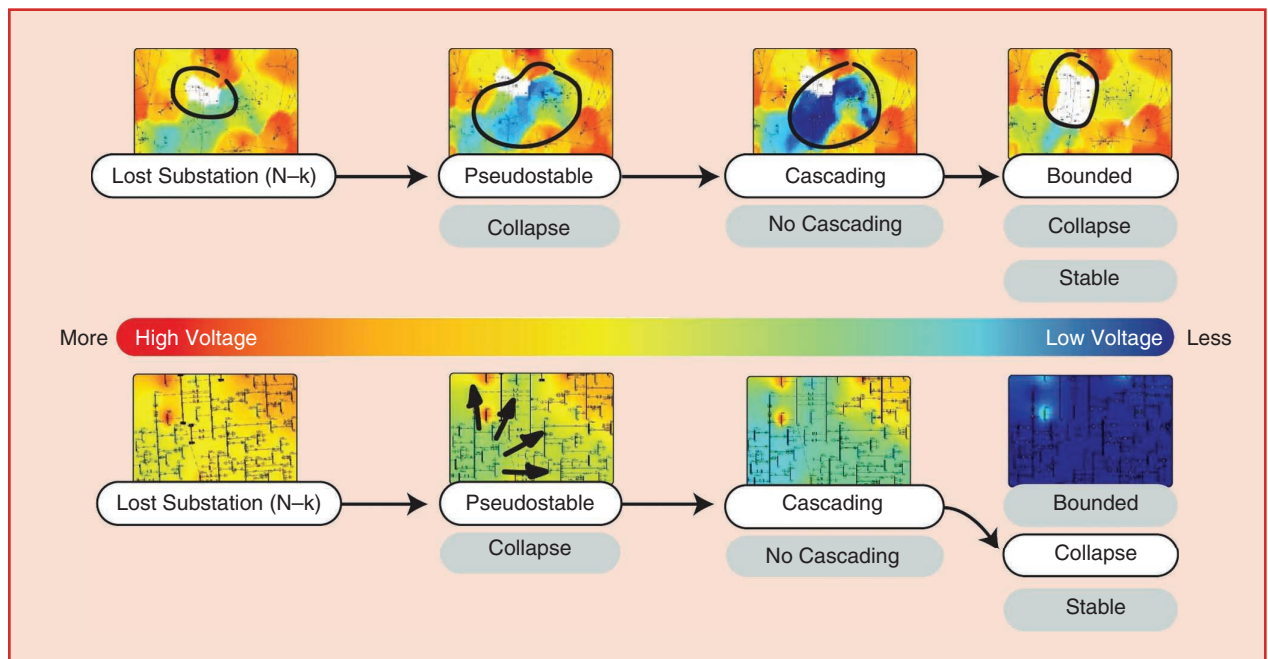 Lost Substation (N–k)
Pseudostable
Cascading
Bounded
Collapse
No Cascading
Collapse
Stable
More
High Voltage
Low Voltage
Less
Lost Substation (N–k)
Pseudostable
Cascading
Bounded
Collapse
No Cascading
Collapse
Stable